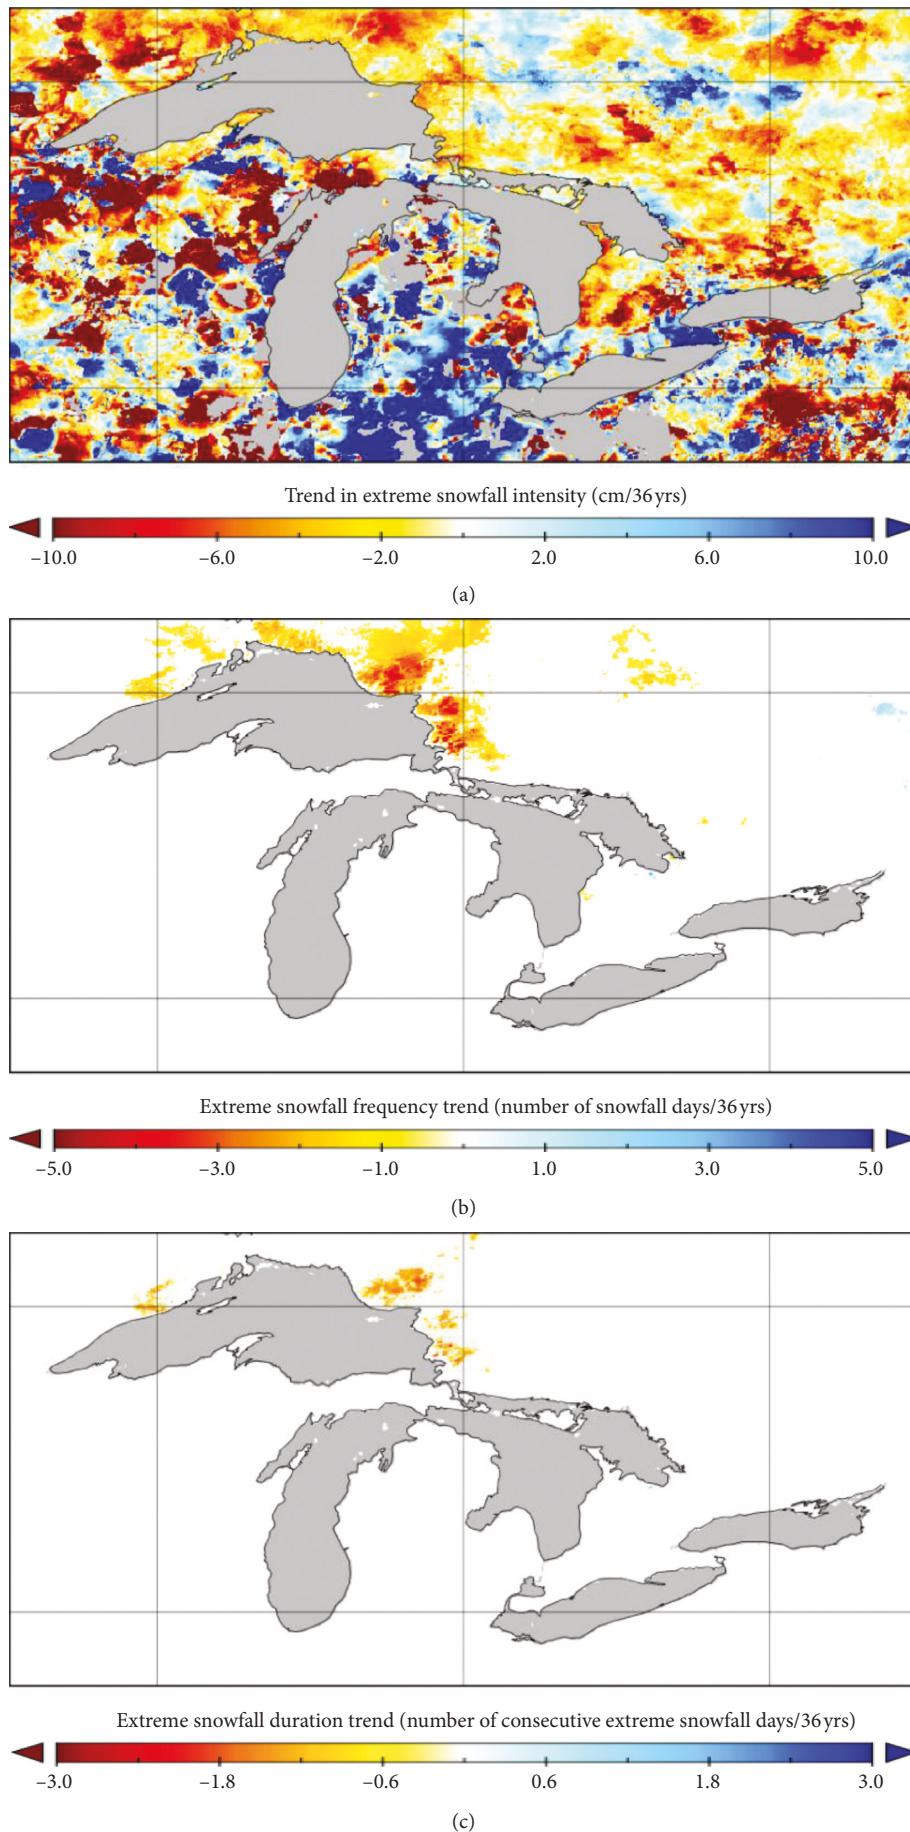 Trend in extreme snowfall intensity (cm/36 yrs)
–10.0 –6.0 –2.0 2.0 6.0 10.0
(a)
Extreme snowfall frequency trend (number of snowfall days/36 yrs)
–5.0 –3.0 –1.0 1.0 3.0 5.0
(b)
Extreme snowfall duration trend (number of consecutive extreme snowfall days/36 yrs)
–3.0 –1.8 –0.6 0.6 1.8 3.0
(c)